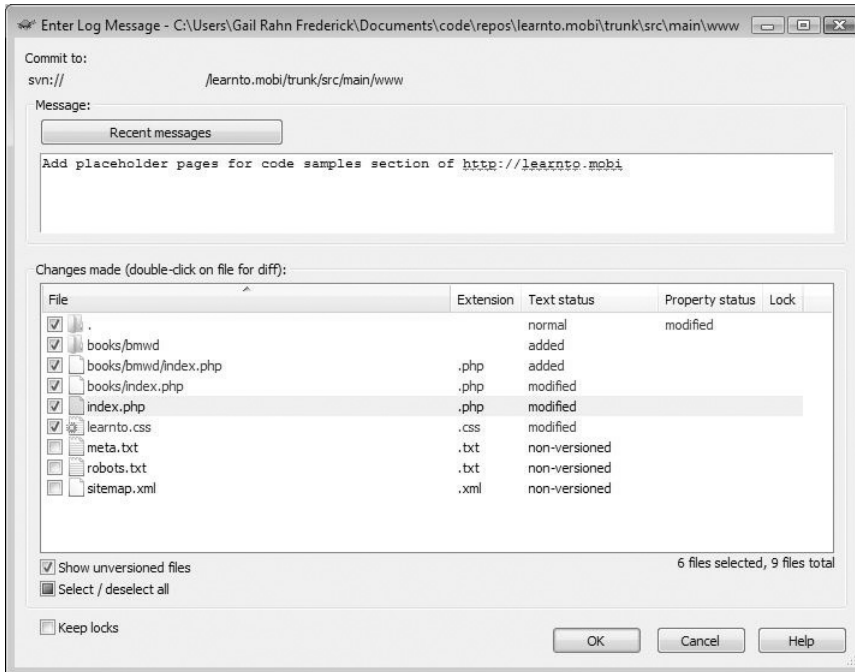 Enter Log Message - C:\Users\Gail Rahn Frederick\Documents\code\repos\learnto.mobi\trunk\src\main\www
Commit to:
svn:// /learnto.mobi/trunk/src/main/www
Message:
Recent messages
Add placeholder pages for code samples section of http://learnto.mobi
Changes made (double-click on file for diff):
File Extension Text status Property status Lock
. normal modified
books/bmwd added
books/bmwd/index.php .php added
books/index.php .php modified
index.php .php modified
learnto.css .css modified
meta.txt .txt non-versioned
robots.txt .txt non-versioned
sitemap.xml .xml non-versioned
Show unversioned files 6 files selected, 9 files total
Select / deselect all
Keep locks
OK Cancel Help